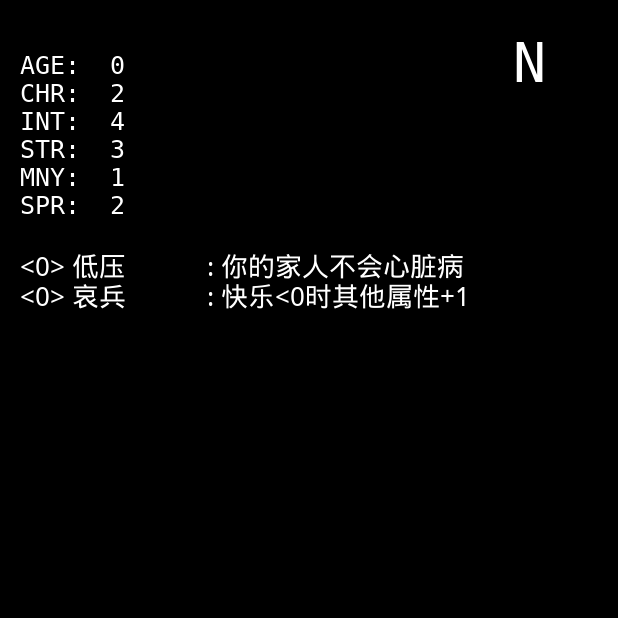 N
AGE: 0
CHR: 2
INT: 4
STR: 3
MNY: 1
SPR: 2
<0> 低压 : 你的家人不会心脏病
<0> 哀兵 : 快乐<0时其他属性+1